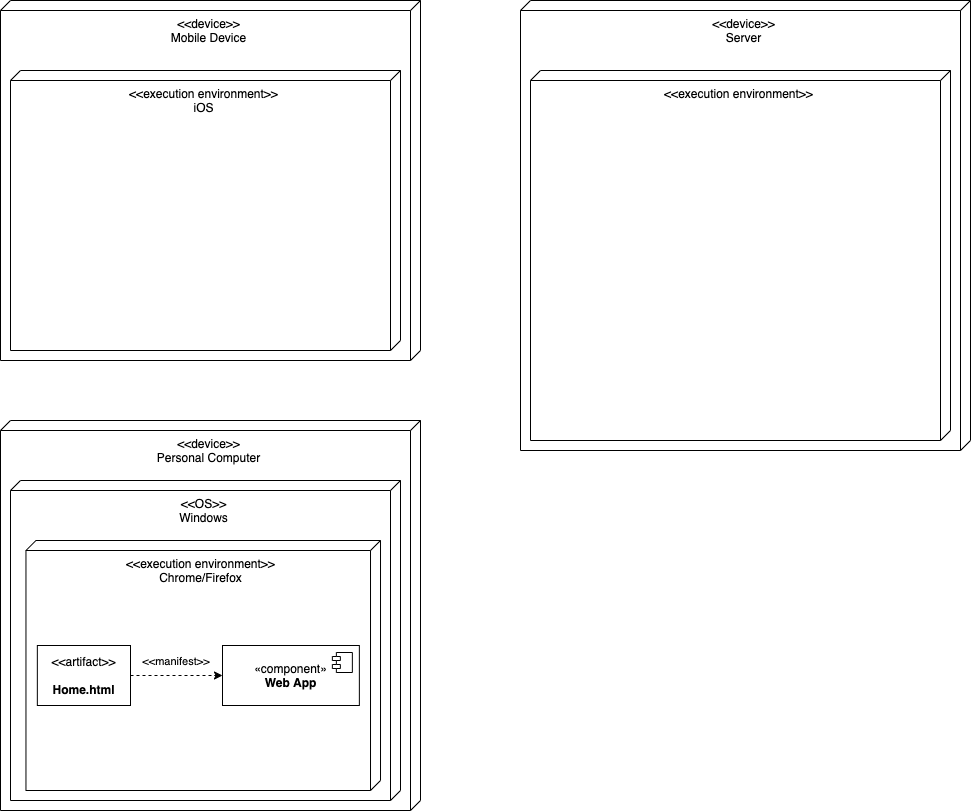 <<device>>
Mobile Device
<<execution environment>>
iOS
<<device>>
Server
<<execution environment>>
<<device>>
Personal Computer
<<OS>>
Windows
<<execution environment>>
Chrome/Firefox
<<artifact>>
Home.html
<<manifest>>
«component»
Web App